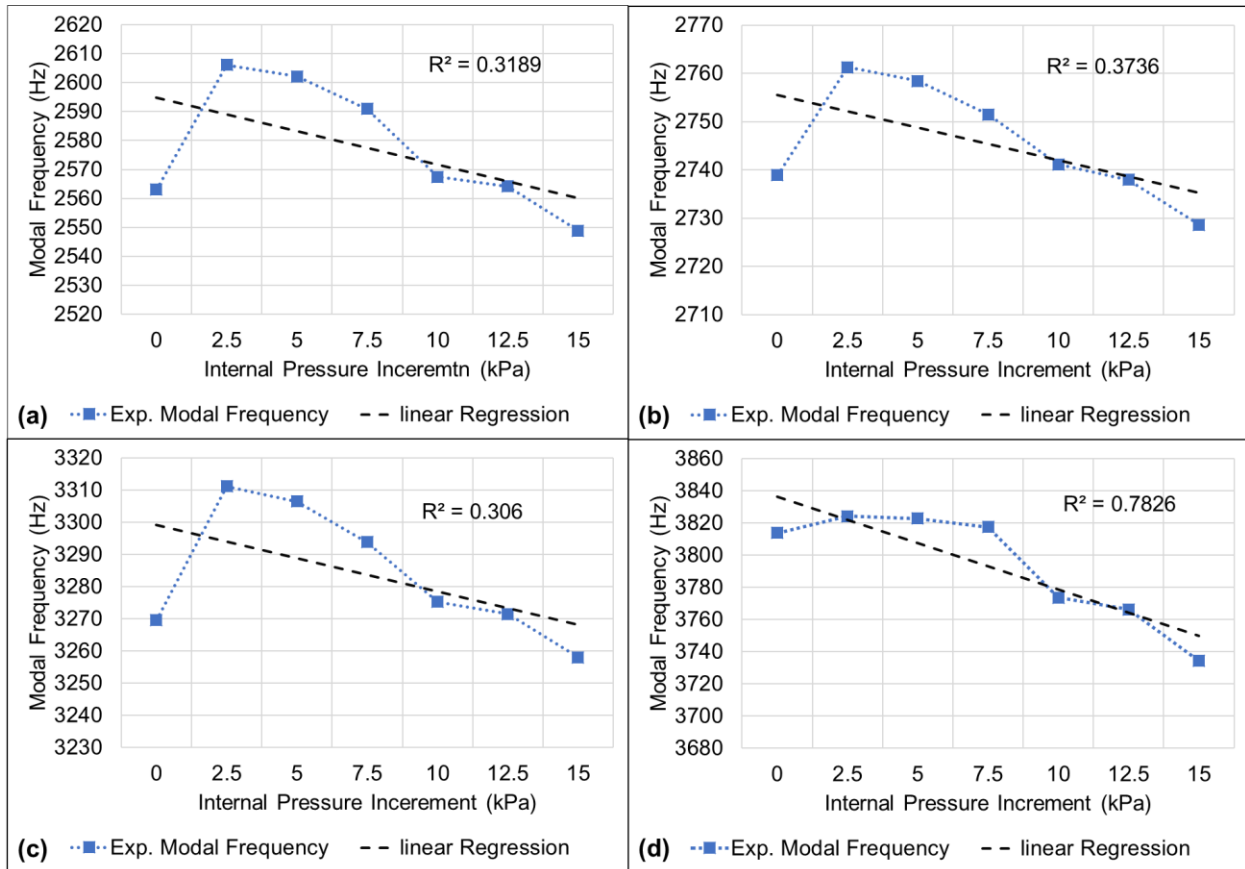 2620
2610
2600
2590
2580
2570
2560
2550
2540
2530
2520
Modal Frequency (Hz)
R² = 0.3189
0 2.5 5 7.5 10 12.5 15
Internal Pressure Inceremtn (kPa)
(a) Exp. Modal Frequency linear Regression
2770
2760
2750
2740
2730
2720
2710
Modal Frequency (Hz)
R² = 0.3736
0 2.5 5 7.5 10 12.5 15
Internal Pressure Increment (kPa)
(b) Exp. Modal Frequency linear Regression
3320
3310
3300
3290
3280
3270
3260
3250
3240
3230
Modal Frequency (Hz)
R² = 0.306
0 2.5 5 7.5 10 12.5 15
Internal Pressure Incerement (kPa)
(c) Exp. Modal Frequency linear Regression
3860
3840
3820
3800
3780
3760
3740
3720
3700
3680
Modal Frequency (Hz)
R² = 0.7826
0 2.5 5 7.5 10 12.5 15
Internal Pressure Incerement (kPa)
(d) Exp. Modal Frequency linear Regression